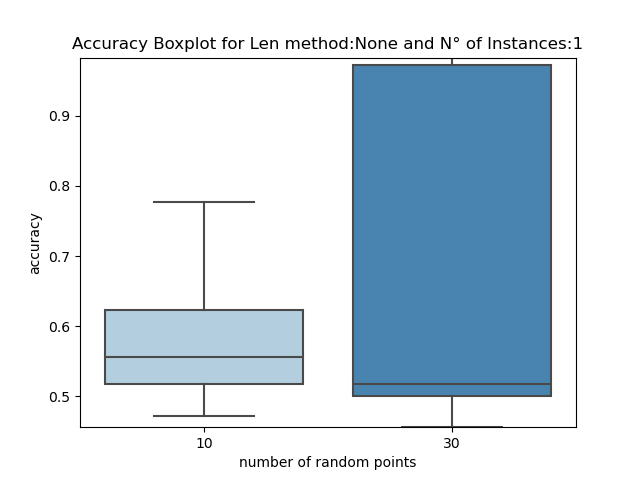 Accuracy Boxplot for Len method:None and N° of Instances:1
0.9
0.8
0.7
0.6
0.5
accuracy
10
30
number of random points